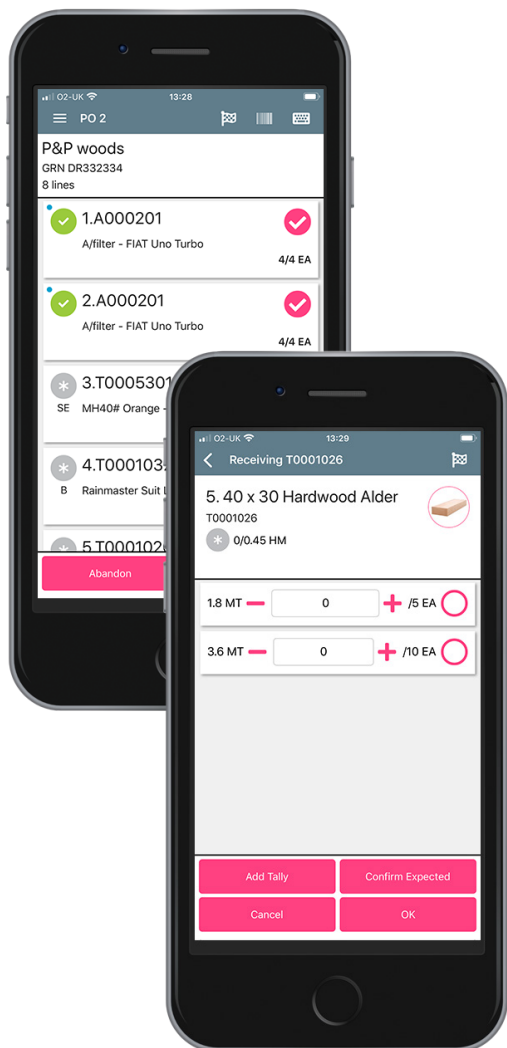 O2-UK 13:28
PO 2
P&P woods
GRN DR332334
8 lines
1.A000201
A/filter - FIAT Uno Turbo
4/4 EA
2.A000201
A/filter - FIAT Uno Turbo
4/4 EA
3.T0005301
SE MH40# Orange -
4.T000103
B Rainmaster Suit
5.T000102
Abandon
O2-UK 13:29
Receiving T0001026
5. 40 x 30 Hardwood Alder
T0001026
0/0.45 HM
1.8 MT 0 /5 EA
3.6 MT 0 /10 EA
Add Tally Confirm Expected
Cancel OK